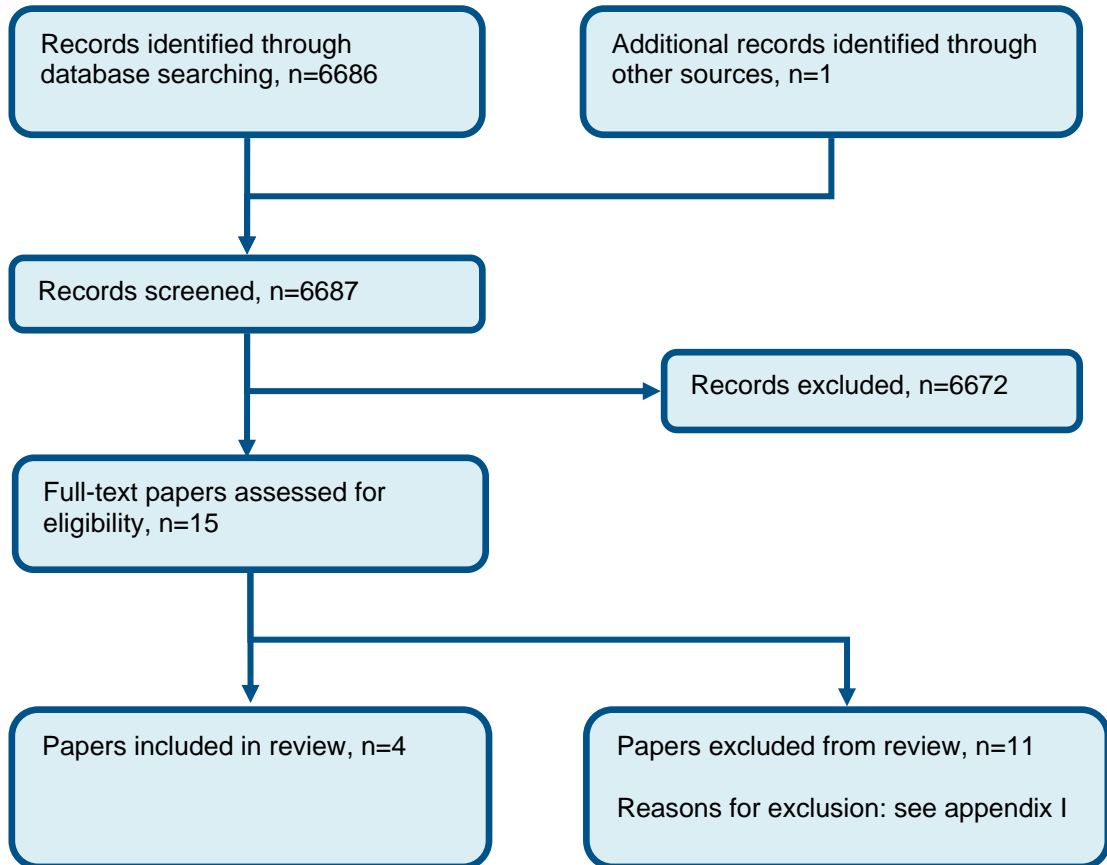 Records identified through
database searching, n=6686
Additional records identified through
other sources, n=1
Records screened, n=6687
Records excluded, n=6672
Full-text papers assessed for
eligibility, n=15
Papers included in review, n=4
Papers excluded from review, n=11
Reasons for exclusion: see appendix I